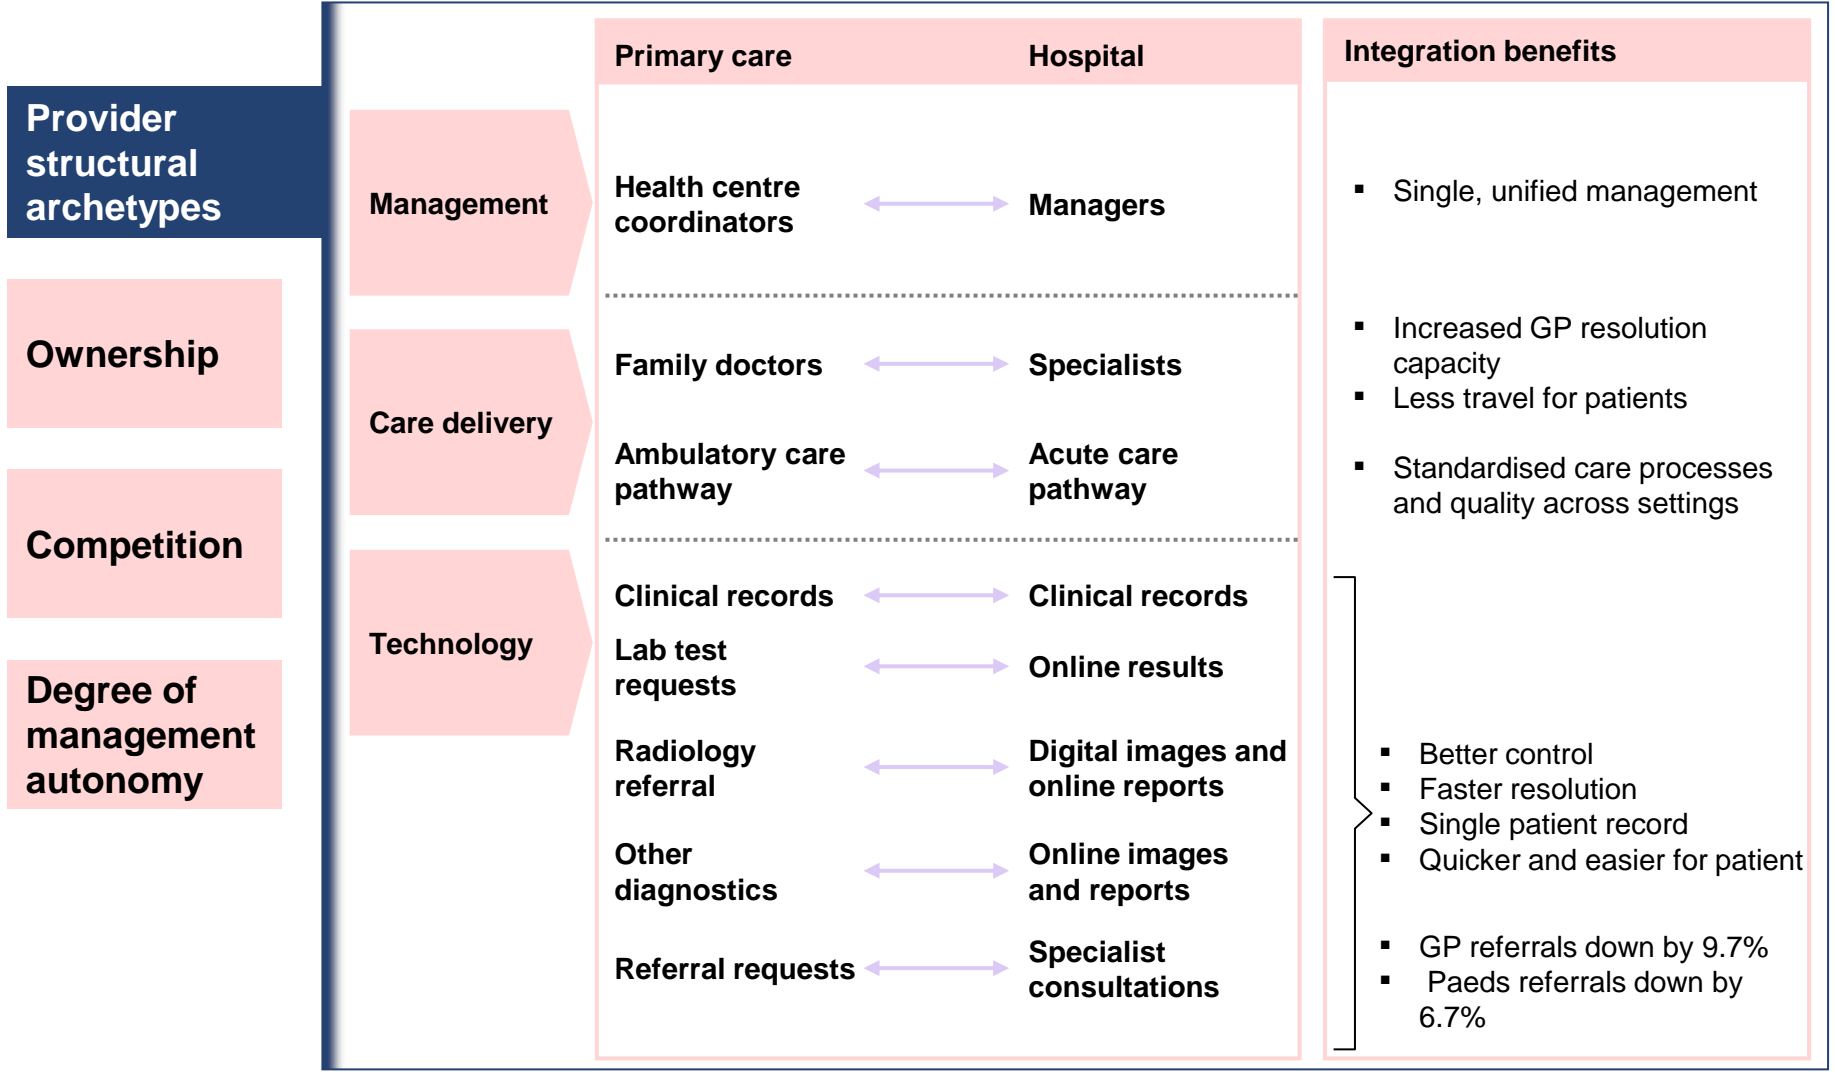 Provider
structural
archetypes
Ownership
Competition
Degree of
management
autonomy
Primary care
Hospital
Integration benefits
Management
Health centre
coordinators
Managers
▪ Single, unified management
Care delivery
Family doctors
Specialists
▪ Increased GP resolution
capacity
▪ Less travel for patients
Ambulatory care
pathway
Acute care
pathway
▪ Standardised care processes
and quality across settings
Technology
Clinical records
Clinical records
Lab test
requests
Online results
Radiology
referral
Digital images and
online reports
Other
diagnostics
Online images
and reports
Referral requests
Specialist
consultations
▪ Better control
▪ Faster resolution
▪ Single patient record
▪ Quicker and easier for patient
▪ GP referrals down by 9.7%
▪ Paeds referrals down by
6.7%